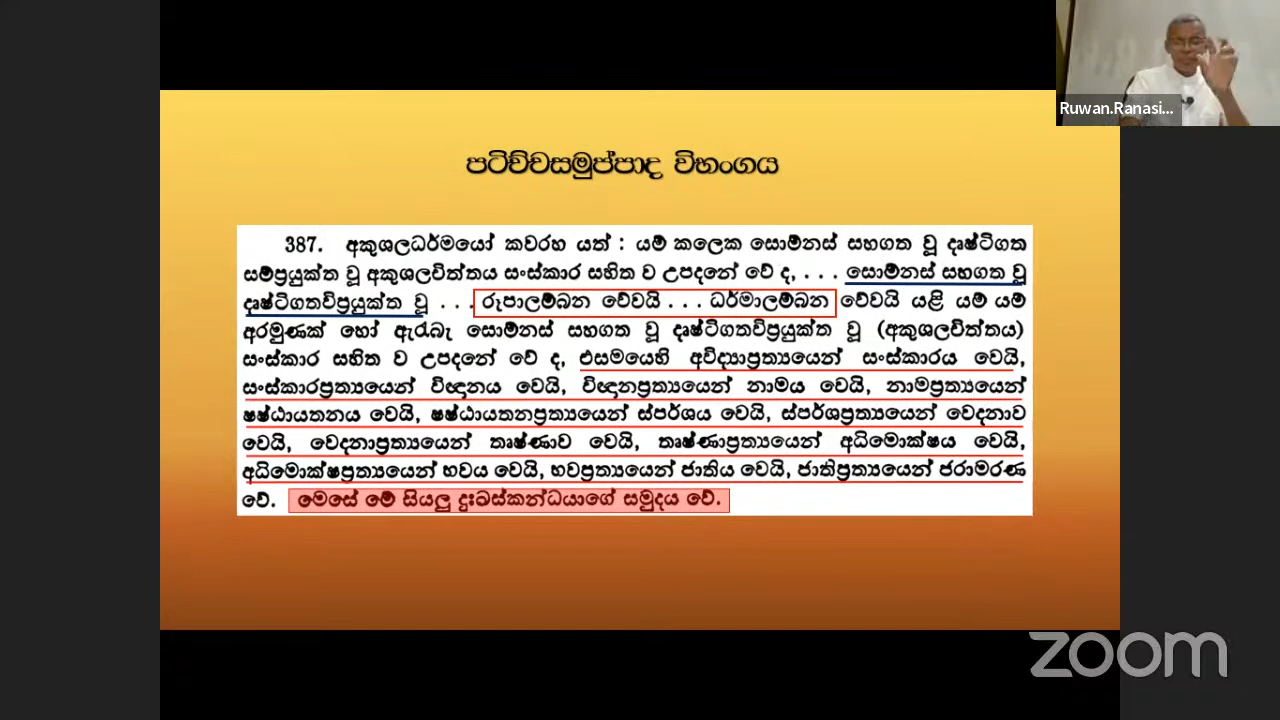 Ruwan.Ranasi...
පටිච්චසමුප්පාද විභංගය
387. අකුශලධර්මයෝ කවරහ යත් : යම් කලෙක සොම්නස් සහගත වූ දෘෂ්ටිගත
සම්ප්‍රයුක්ත වූ අකුශලචිත්තය සංස්කාර සහිත ව උපදනේ වේ ද, . . . සොම්නස් සහගත වූ
දෘෂ්ටිගතවිප්‍රයුක්ත වූ . . . රූපාලම්බන වේවයි . . . ධර්මාලම්බන වේවයි යළි යම් යම්
අරමුණක් හෝ ඇරැබැ සොම්නස් සහගත වූ දෘෂ්ටිගතවිප්‍රයුක්ත වූ (අකුශලචිත්තය)
සංස්කාර සහිත ව උපදනේ වේ ද, එසමයෙහි අවිද්‍යාප්‍රත්‍යයෙන් සංස්කාරය වෙයි,
සංස්කාරප්‍රත්‍යයෙන් විඥානය වෙයි, විඥානප්‍රත්‍යයෙන් නාමය වෙයි, නාමප්‍රත්‍යයෙන්
ෂෂ්ඨායතනය වෙයි, ෂෂ්ඨායතනප්‍රත්‍යයෙන් ස්පර්ශය වෙයි, ස්පර්ශප්‍රත්‍යයෙන් වේදනාව
වෙයි, වේදනාප්‍රත්‍යයෙන් තෘෂ්ණාව වෙයි, තෘෂ්ණාප්‍රත්‍යයෙන් අධිමොක්ෂය වෙයි,
අධිමොක්ෂප්‍රත්‍යයෙන් භවය වෙයි, භවප්‍රත්‍යයෙන් ජාතිය වෙයි, ජාතිප්‍රත්‍යයෙන් ජරාමරණ
වේ. මෙසේ මේ සියලු දුඃඛස්කන්ධයාගේ සමුදය වේ.
zoom